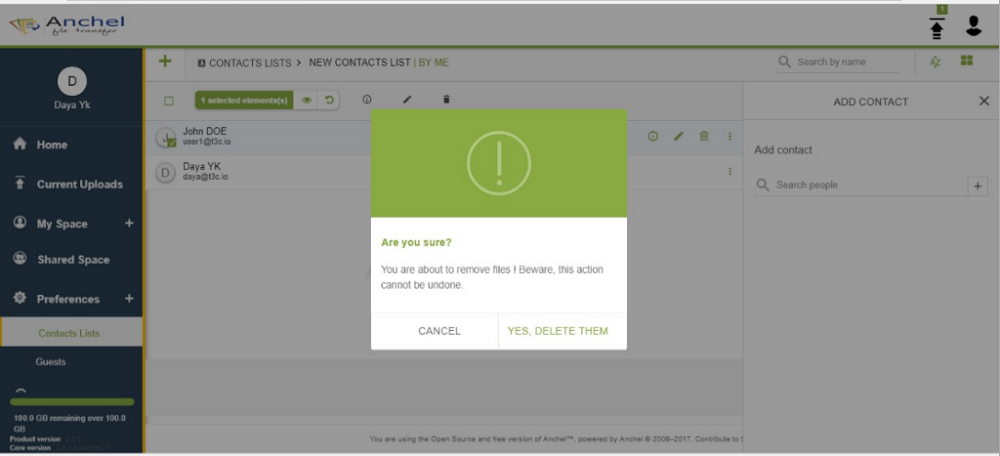 Anchel
file transfer
1
D
Daya Yk
Home
Current Uploads
My Space +
Shared Space
Preferences +
Contacts Lists
Guests
100.0 GB remaining over 100.0
GB
Product version
Core version
+ CONTACTS LISTS > NEW CONTACTS LIST | BY ME
Search by name
1 selected elements(s)
J John DOE
user1@f3c.io
D Daya YK
daya@f3c.io
ADD CONTACT
Add contact
Search people +
Are you sure?
You are about to remove files ! Beware, this action
cannot be undone.
CANCEL YES, DELETE THEM
You are using the Open Source and free version of Anchel™, powered by Anchel © 2009–2017. Contribute to